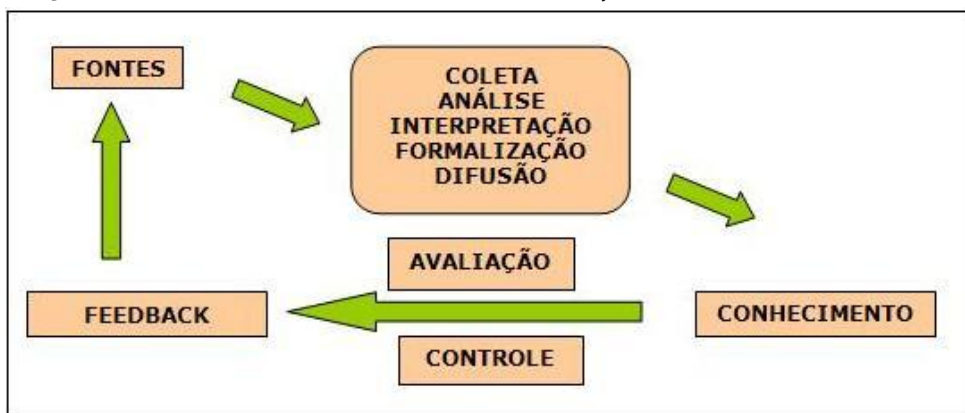 FONTES
COLETA
ANÁLISE
INTERPRETAÇÃO
FORMALIZAÇÃO
DIFUSÃO
AVALIAÇÃO
FEEDBACK
CONHECIMENTO
CONTROLE